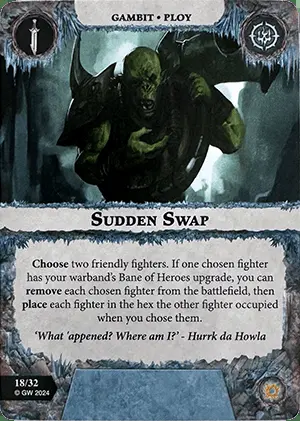 GAMBIT • PLOY
SUDDEN SWAP
Choose two friendly fighters. If one chosen fighter
has your warband's Bane of Heroes upgrade, you can
remove each chosen fighter from the battlefield, then
place each fighter in the hex the other fighter occupied
when you chose them.
'What 'appened? Where am I?' - Hurrk da Howla
18/32
© GW 2024